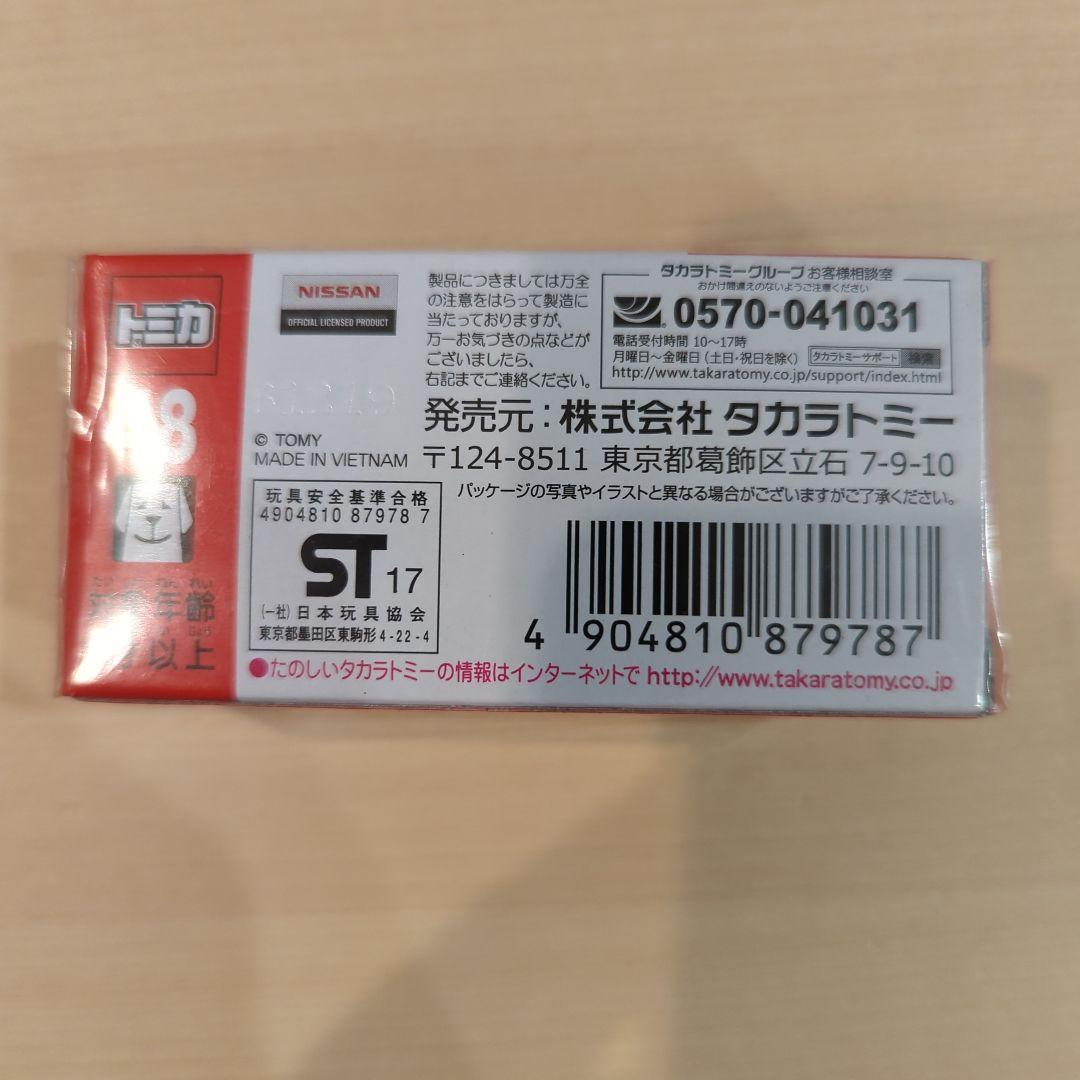 トミカ
8
対象年齢
才以上
NISSAN
OFFICIAL LICENSED PRODUCT
© TOMY
MADE IN VIETNAM
玩具安全基準合格
4904810 87978 7
ST 17
(一社)日本玩具協会
東京都墨田区東駒形4-22-4
製品につきましては万全
の注意をはらって製造に
当たっておりますが、
万一お気づきの点などが
ございましたら、
右記までご連絡ください。
タカラトミーグループ お客様相談室
おかけ間違えのないようご注意ください
0570-041031
電話受付時間 10〜17時
月曜日〜金曜日(土日・祝日を除く) タカラトミーサポート 検索
http://www.takaratomy.co.jp/support/index.html
発売元:株式会社 タカラトミー
〒124-8511 東京都葛飾区立石 7-9-10
パッケージの写真やイラストと異なる場合がございますがご了承ください。
4 904810 879787
●たのしいタカラトミーの情報はインターネットで http://www.takaratomy.co.jp